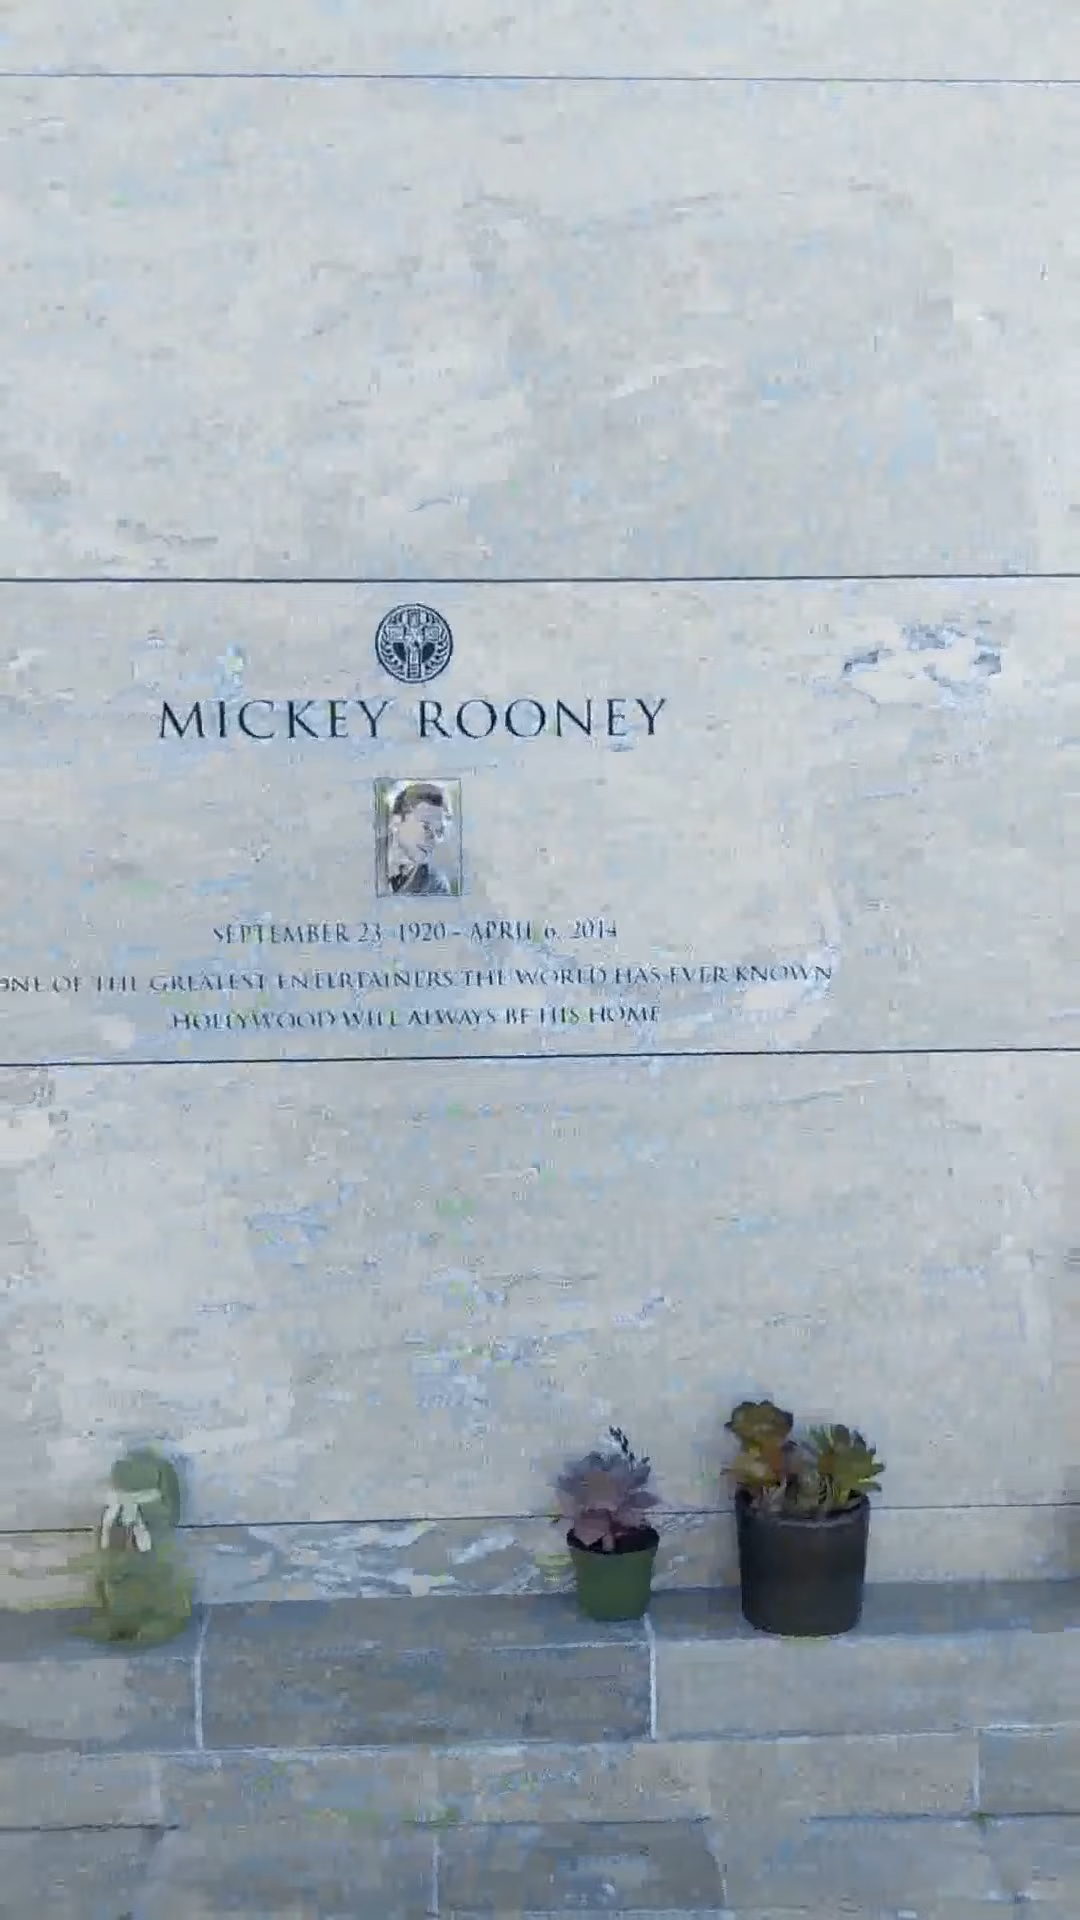 MICKEY ROONEY
SEPTEMBER 23, 1920 - APRIL 6, 2014
ONE OF THE GREATEST ENTERTAINERS THE WORLD HAS EVER KNOWN
HOLLYWOOD WILL ALWAYS BE HIS HOME